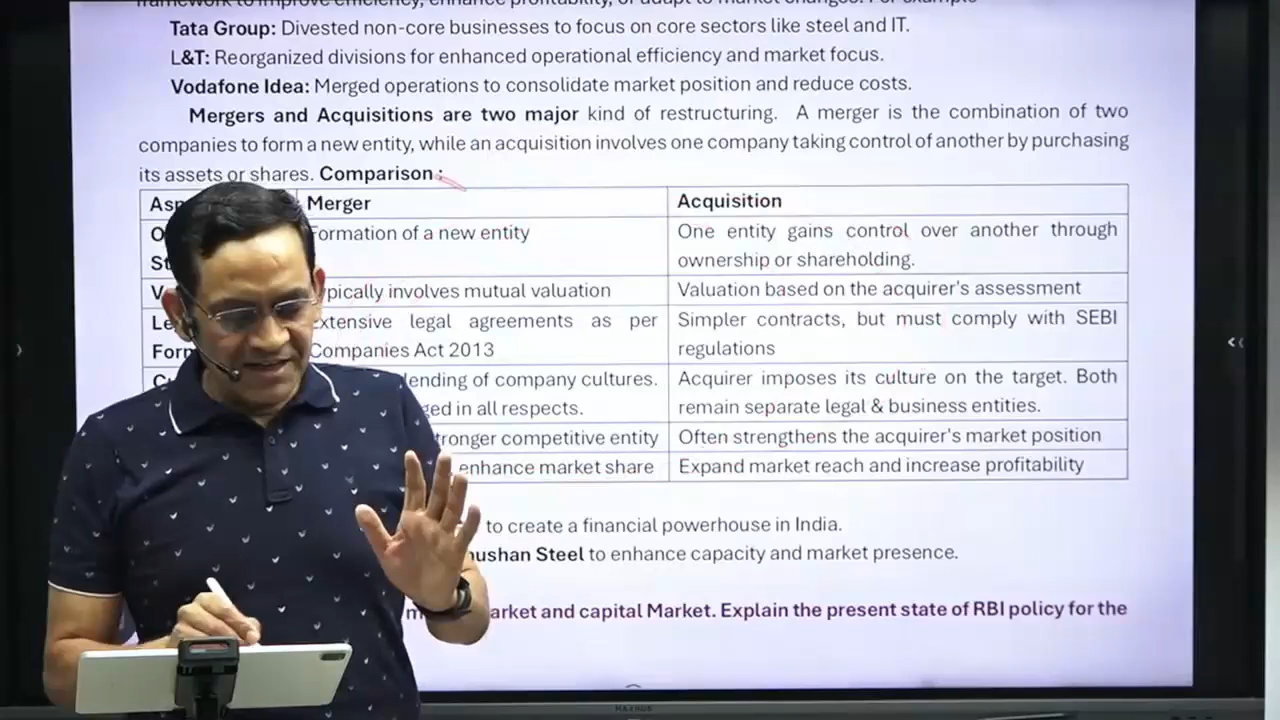 Tata Group: Divested non-core businesses to focus on core sectors like steel and IT.
L&T: Reorganized divisions for enhanced operational efficiency and market focus.
Vodafone Idea: Merged operations to consolidate market position and reduce costs.
Mergers and Acquisitions are two major kind of restructuring. A merger is the combination of two
companies to form a new entity, while an acquisition involves one company taking control of another by purchasing
its assets or shares. Comparison :
Merger
Acquisition
Formation of a new entity
One entity gains control over another through
ownership or shareholding.
involves mutual valuation
Valuation based on the acquirer's assessment
Extensive legal agreements as per
Companies Act 2013
Simpler contracts, but must comply with SEBI
regulations
of company cultures.
in all respects.
Acquirer imposes its culture on the target. Both
remain separate legal & business entities.
competitive entity
Often strengthens the acquirer's market position
enhance market share
Expand market reach and increase profitability
to create a financial powerhouse in India.
Steel to enhance capacity and market presence.
and capital Market. Explain the present state of RBI policy for the